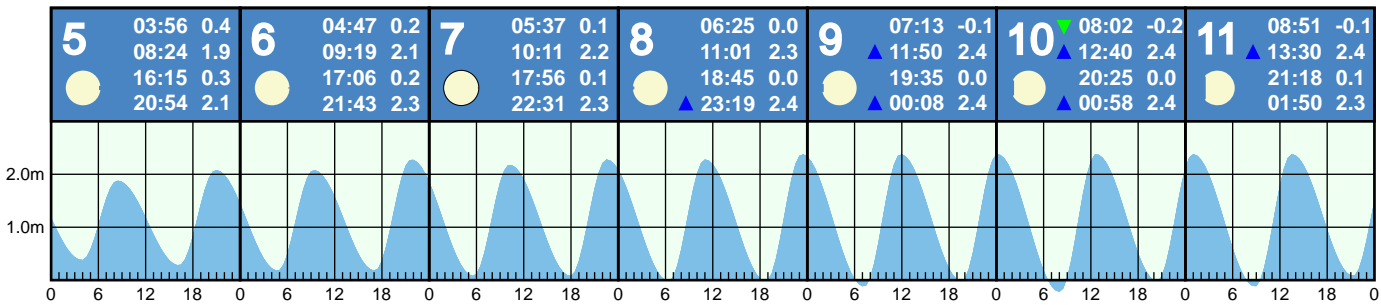 5
03:56 0.4
08:24 1.9
16:15 0.3
20:54 2.1
6
04:47 0.2
09:19 2.1
17:06 0.2
21:43 2.3
7
05:37 0.1
10:11 2.2
17:56 0.1
22:31 2.3
8
06:25 0.0
11:01 2.3
18:45 0.0
▲ 23:19 2.4
9
07:13 -0.1
▲ 11:50 2.4
19:35 0.0
▲ 00:08 2.4
10
▼ 08:02 -0.2
▲ 12:40 2.4
20:25 0.0
▲ 00:58 2.4
11
08:51 -0.1
▲ 13:30 2.4
21:18 0.1
01:50 2.3
2.0m
1.0m
0 6 12 18 0 6 12 18 0 6 12 18 0 6 12 18 0 6 12 18 0 6 12 18 0 6 12 18 0